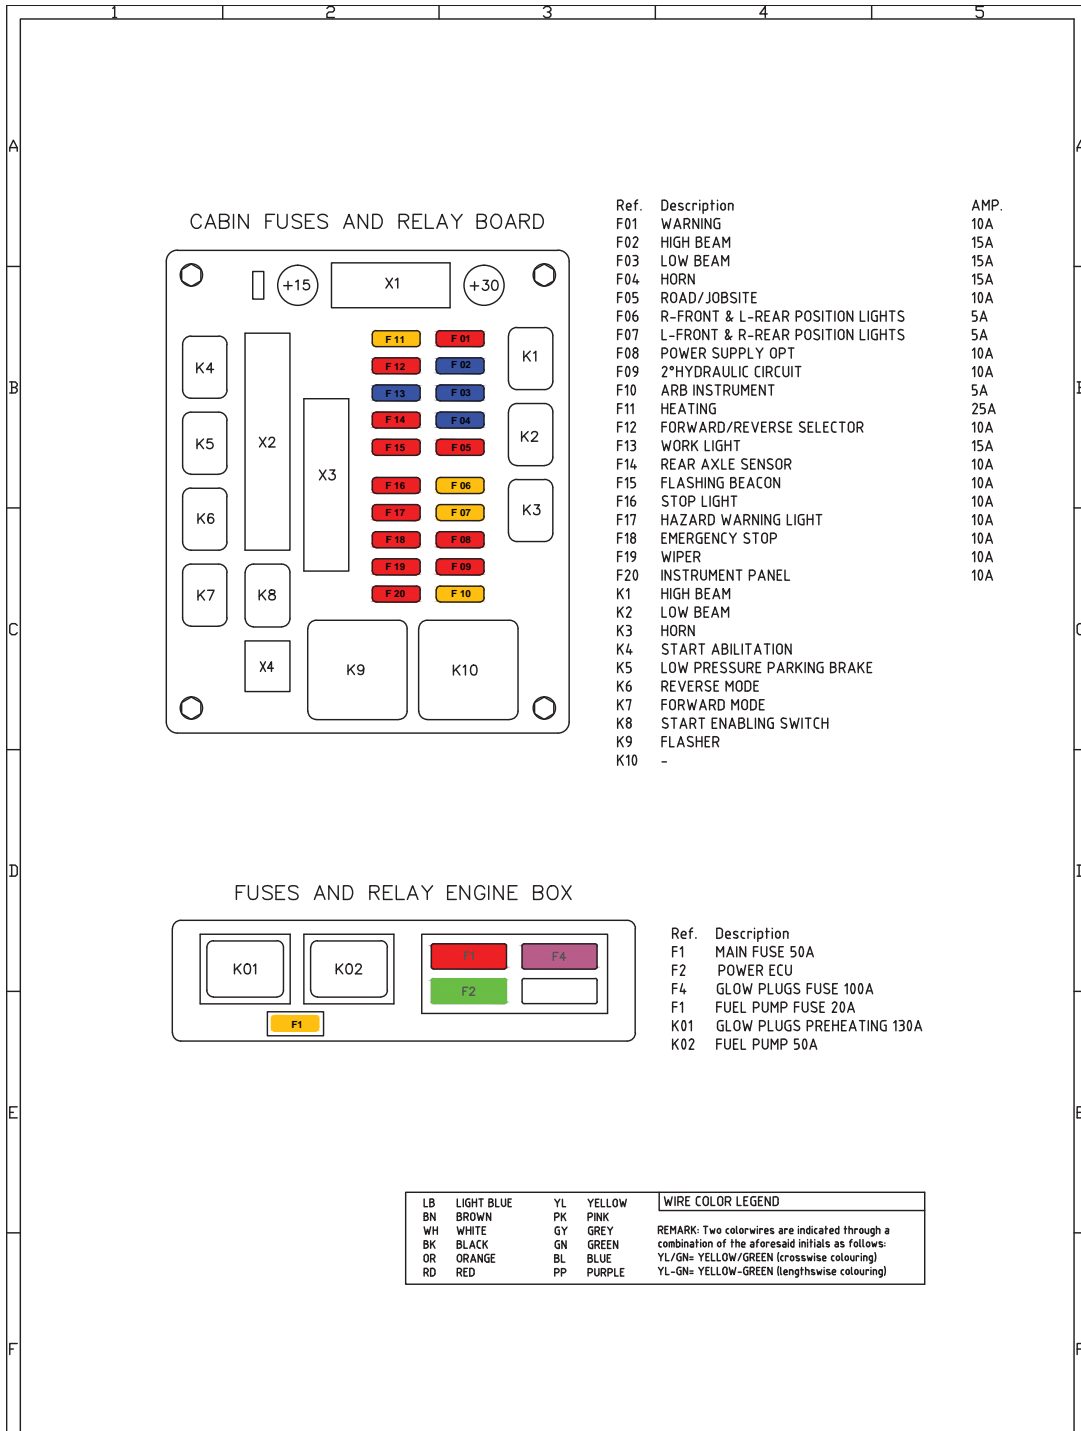 1 2 3 4 5
A A
CABIN FUSES AND RELAY BOARD
+15 X1 +30
K4 X2 X3 K1
K5 K2
K6 K3
K7 K8
X4 K9 K10
F 11 F 01
F 12 F 02
F 13 F 03
F 14 F 04
F 15 F 05
F 16 F 06
F 17 F 07
F 18 F 08
F 19 F 09
F 20 F 10
Ref. Description AMP.
F01 WARNING 10A
F02 HIGH BEAM 15A
F03 LOW BEAM 15A
F04 HORN 15A
F05 ROAD/JOBSITE 10A
F06 R-FRONT & L-REAR POSITION LIGHTS 5A
F07 L-FRONT & R-REAR POSITION LIGHTS 5A
F08 POWER SUPPLY OPT 10A
F09 2°HYDRAULIC CIRCUIT 10A
F10 ARB INSTRUMENT 5A
F11 HEATING 25A
F12 FORWARD/REVERSE SELECTOR 10A
F13 WORK LIGHT 15A
F14 REAR AXLE SENSOR 10A
F15 FLASHING BEACON 10A
F16 STOP LIGHT 10A
F17 HAZARD WARNING LIGHT 10A
F18 EMERGENCY STOP 10A
F19 WIPER 10A
F20 INSTRUMENT PANEL 10A
K1 HIGH BEAM
K2 LOW BEAM
K3 HORN
K4 START ABILITATION
K5 LOW PRESSURE PARKING BRAKE
K6 REVERSE MODE
K7 FORWARD MODE
K8 START ENABLING SWITCH
K9 FLASHER
K10 -
B
C
D
FUSES AND RELAY ENGINE BOX
K01 K02 F1 F4
F2
F1
Ref. Description
F1 MAIN FUSE 50A
F2 POWER ECU
F4 GLOW PLUGS FUSE 100A
F1 FUEL PUMP FUSE 20A
K01 GLOW PLUGS PREHEATING 130A
K02 FUEL PUMP 50A
E
LB LIGHT BLUE YL YELLOW
BN BROWN PK PINK
WH WHITE GY GREY
BK BLACK GN GREEN
OR ORANGE BL BLUE
RD RED PP PURPLE
WIRE COLOR LEGEND
REMARK: Two colorwires are indicated through a
combination of the aforesaid initials as follows:
YL/GN= YELLOW/GREEN (crosswise colouring)
YL-GN= YELLOW-GREEN (lengthswise colouring)
F